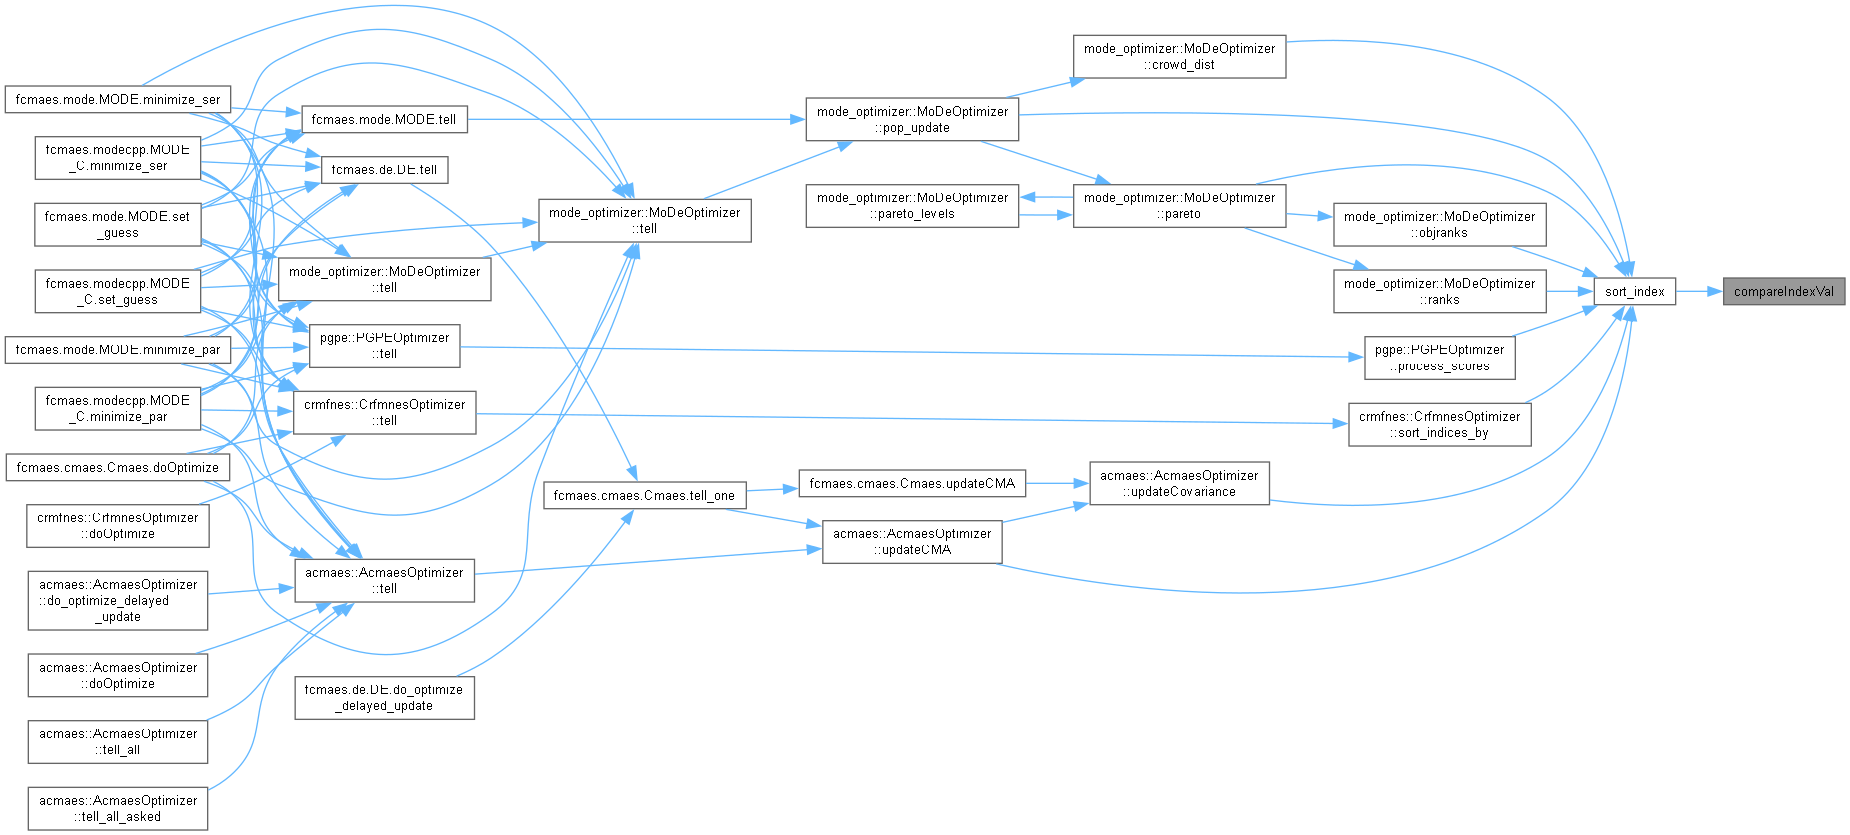 mode_optimizer::MoDeOptimizer
::crowd_dist
fcmaes.mode.MODE.minimize_ser
fcmaes.mode.MODE.tell
mode_optimizer::MoDeOptimizer
::pop_update
fcmaes.modecpp.MODE
_C.minimize_ser
fcmaes.de.DE.tell
fcmaes.mode.MODE.set
_guess
mode_optimizer::MoDeOptimizer
::tell
mode_optimizer::MoDeOptimizer
::pareto_levels
mode_optimizer::MoDeOptimizer
::pareto
mode_optimizer::MoDeOptimizer
::objranks
fcmaes.modecpp.MODE
_C.set_guess
mode_optimizer::MoDeOptimizer
::tell
mode_optimizer::MoDeOptimizer
::ranks
sort_index
compareIndexVal
fcmaes.mode.MODE.minimize_par
pgpe::PGPEOptimizer
::tell
pgpe::PGPEOptimizer
::process_scores
fcmaes.modecpp.MODE
_C.minimize_par
crmfnes::CrfmnesOptimizer
::tell
crmfnes::CrfmnesOptimizer
::sort_indices_by
fcmaes.cmaes.Cmaes.doOptimize
fcmaes.cmaes.Cmaes.tell_one
fcmaes.cmaes.Cmaes.updateCMA
acmaes::AcmaesOptimizer
::updateCovariance
crmfnes::CrfmnesOptimizer
::doOptimize
acmaes::AcmaesOptimizer
::updateCMA
acmaes::AcmaesOptimizer
::tell
acmaes::AcmaesOptimizer
::do_optimize_delayed
_update
acmaes::AcmaesOptimizer
::doOptimize
fcmaes.de.DE.do_optimize
_delayed_update
acmaes::AcmaesOptimizer
::tell_all
acmaes::AcmaesOptimizer
::tell_all_asked